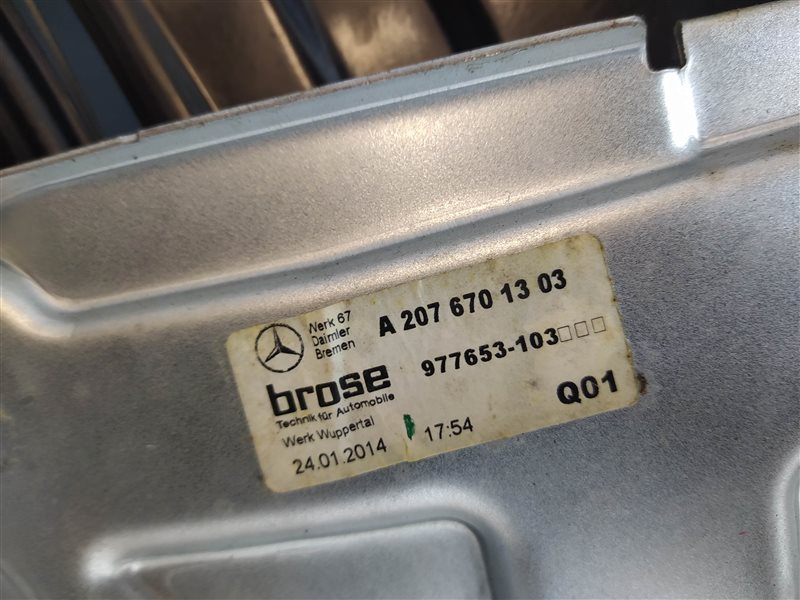 Werk 67
Daimler
Bremen
A 207 670 13 03
brose
Technik für Automobile
977653-103□□□
Werk Wuppertal
Q01
24.01.2014
17:54